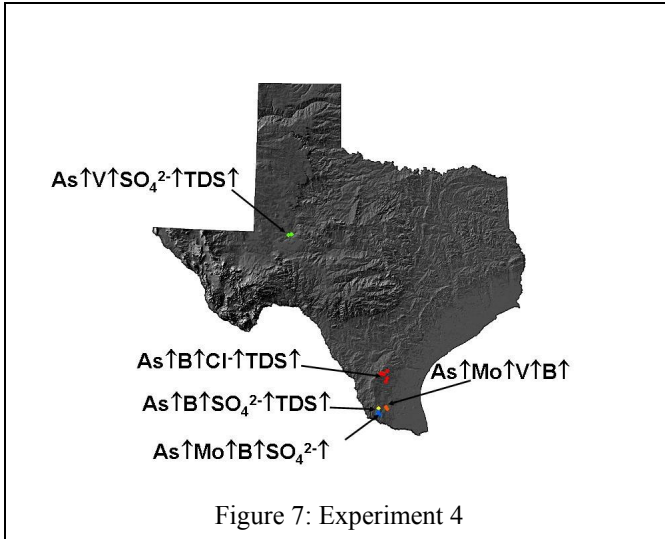 As↑V↑SO₄²⁻↑TDS↑
As↑B↑Cl-↑TDS↑
As↑Mo↑V↑B↑
As↑B↑SO₄²⁻↑TDS↑
As↑Mo↑B↑SO₄²⁻↑
Figure 7: Experiment 4